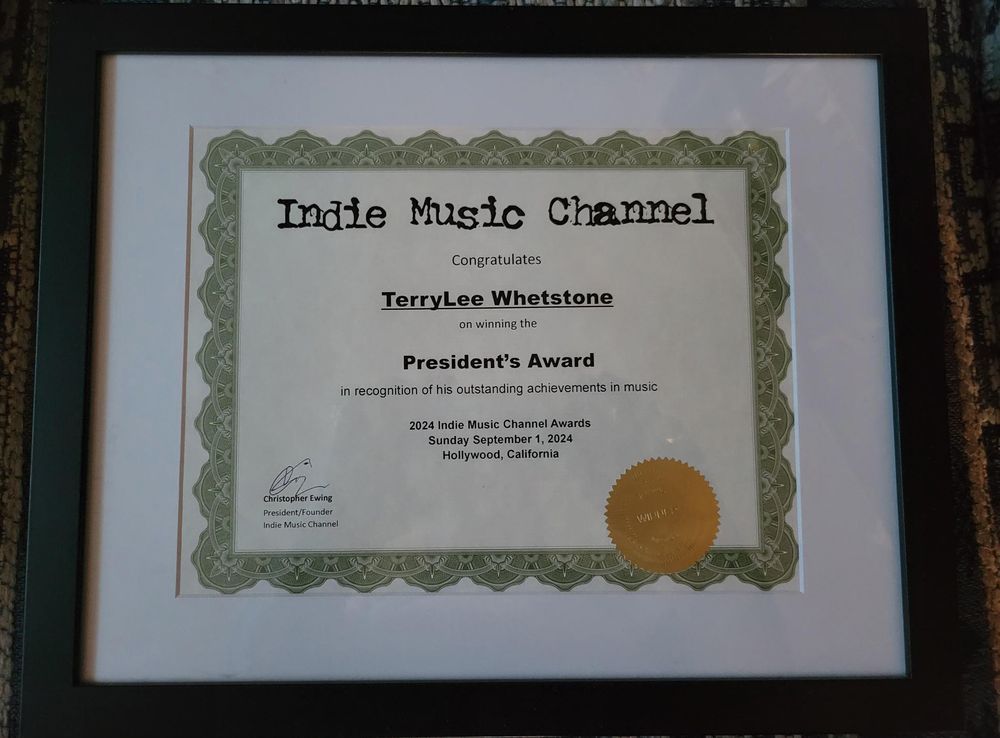 Indie Music Channel
Congratulates
TerryLee Whetstone
on winning the
President's Award
in recognition of his outstanding achievements in music
2024 Indie Music Channel Awards
Sunday September 1, 2024
Hollywood, California
Christopher Ewing
President/Founder
Indie Music Channel
WINNER